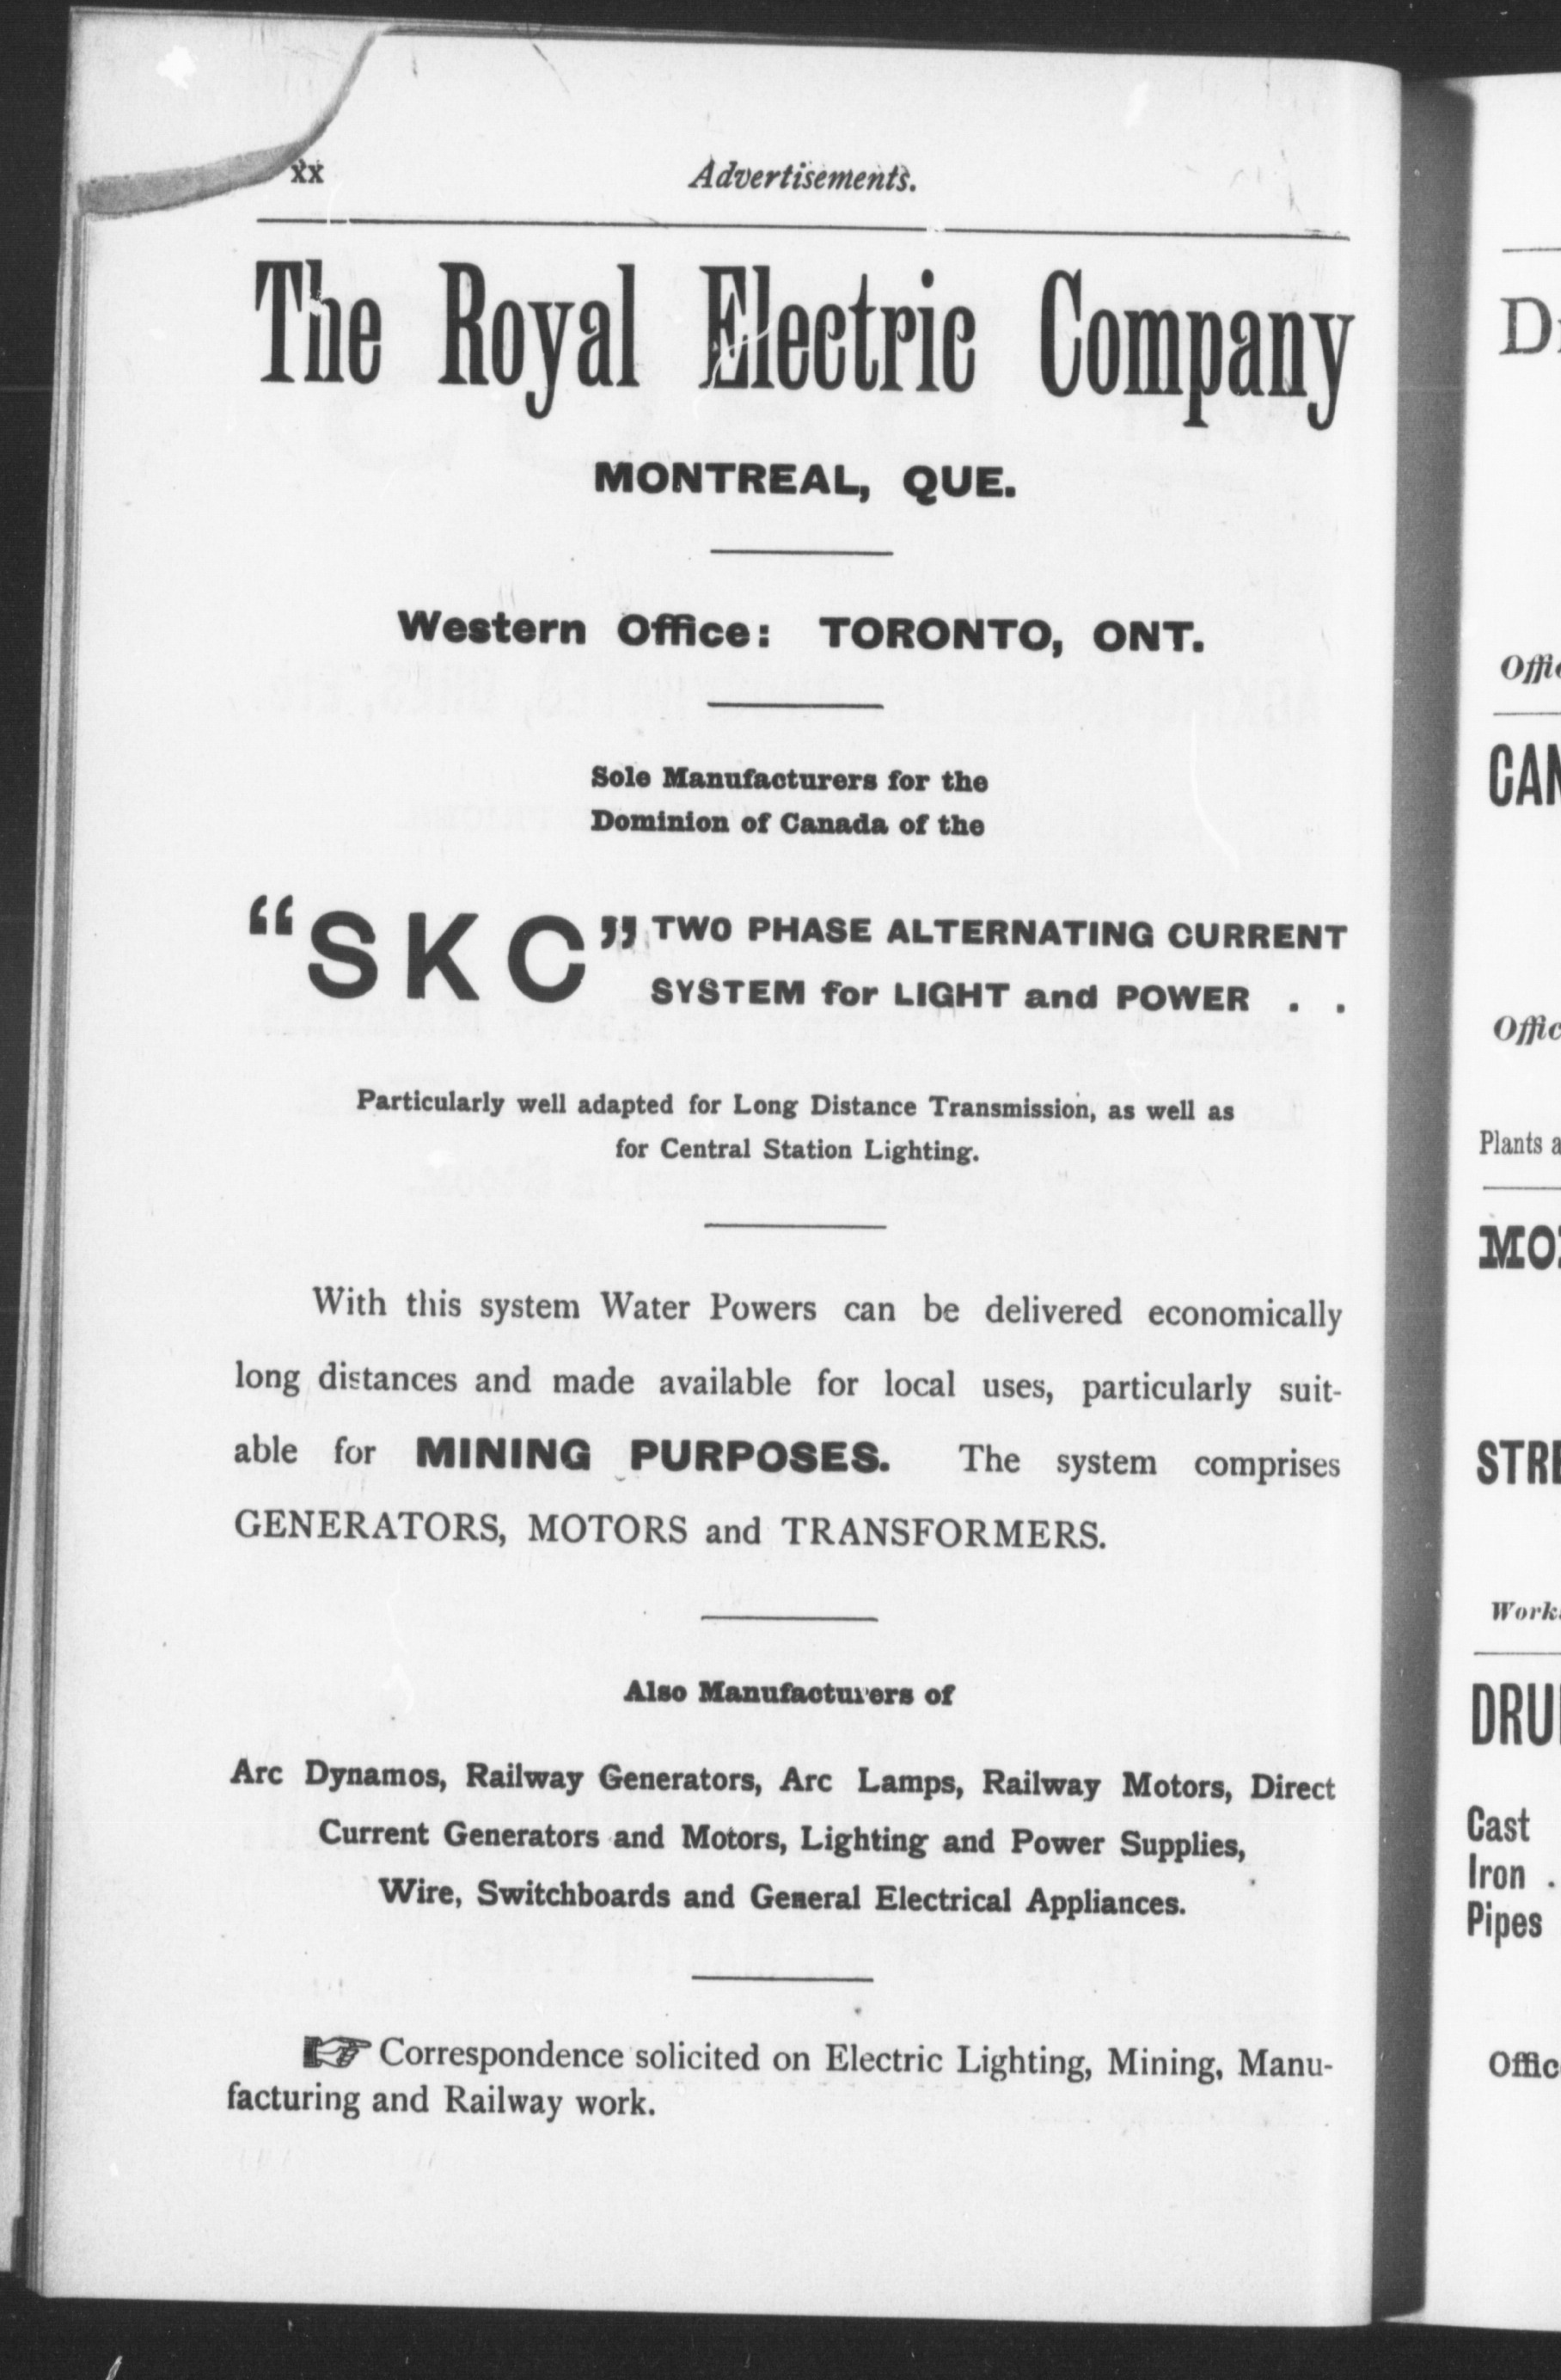 xx
Advertisements.
The Royal Electric Company
MONTREAL, QUE.
Western Office: TORONTO, ONT.
Sole Manufacturers for the
Dominion of Canada of the
“SKC” TWO PHASE ALTERNATING CURRENT
SYSTEM for LIGHT and POWER . .
Particularly well adapted for Long Distance Transmission, as well as
for Central Station Lighting.
With this system Water Powers can be delivered economically
long distances and made available for local uses, particularly suit-
able for MINING PURPOSES. The system comprises
GENERATORS, MOTORS and TRANSFORMERS.
Also Manufacturers of
Arc Dynamos, Railway Generators, Arc Lamps, Railway Motors, Direct
Current Generators and Motors, Lighting and Power Supplies,
Wire, Switchboards and General Electrical Appliances.
☞ Correspondence solicited on Electric Lighting, Mining, Manu-
facturing and Railway work.
Plants
Cast
Iron .
Pipes